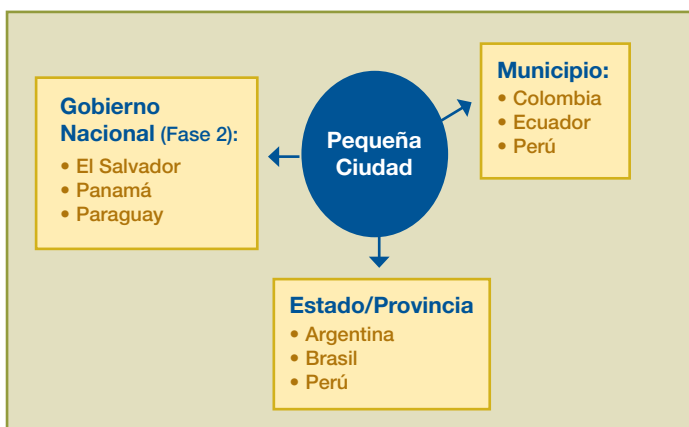 Gobierno
Nacional (Fase 2):
• El Salvador
• Panamá
• Paraguay
Pequeña
Ciudad
Municipio:
• Colombia
• Ecuador
• Perú
Estado/Provincia
• Argentina
• Brasil
• Perú